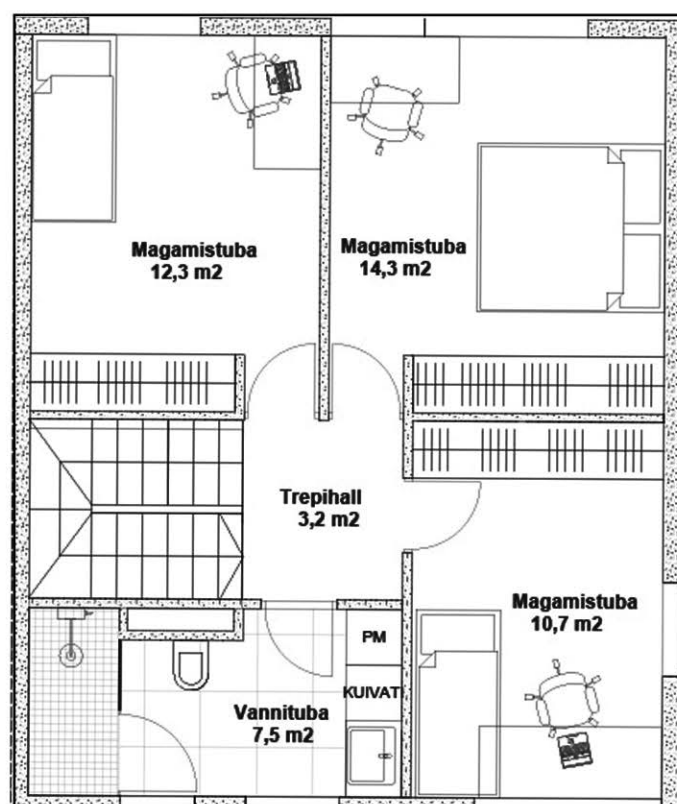 Magamistuba
12,3 m2
Magamistuba
14,3 m2
Trepihall
3,2 m2
Magamistuba
10,7 m2
PM
KUIVATI
Vannituba
7,5 m2